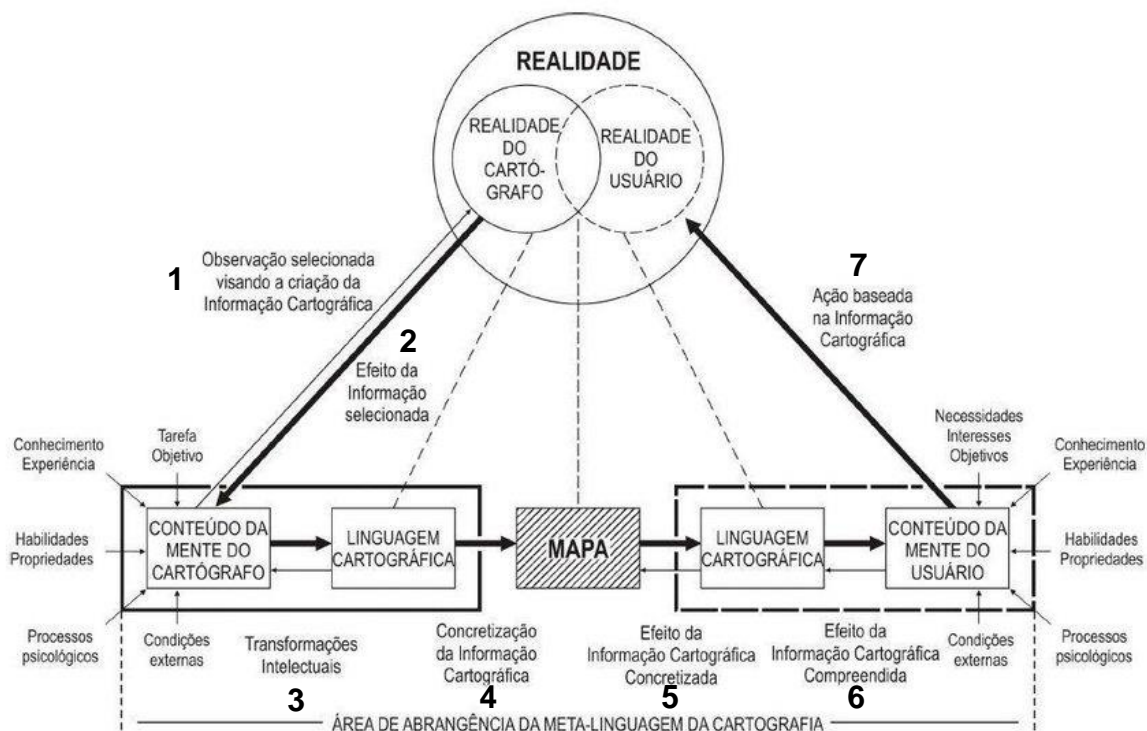 REALIDADE
REALIDADE
DO
CARTÓ-
GRAFO
REALIDADE
DO
USUÁRIO
1
Observação selecionada
visando a criação da
Informação Cartográfica
2
Efeito da
Informação
selecionada
7
Ação baseada
na Informação
Cartográfica
Conhecimento
Experiência
Tarefa
Objetivo
Necessidades
Interesses
Objetivos
Conhecimento
Experiência
Habilidades
Propriedades
CONTEÚDO DA
MENTE DO
CARTÓGRAFO
LINGUAGEM
CARTOGRÁFICA
MAPA
LINGUAGEM
CARTOGRÁFICA
CONTEÚDO DA
MENTE DO
USUÁRIO
Habilidades
Propriedades
Processos
psicológicos
Condições
externas
Transformações
Intelectuais
3
Concretização
da Informação
Cartográfica
4
Efeito da
Informação Cartográfica
Concretizada
5
Efeito da
Informação Cartográfica
Compreendida
6
Condições
externas
Processos
psicológicos
ÁREA DE ABRANGÊNCIA DA META-LINGUAGEM DA CARTOGRAFIA